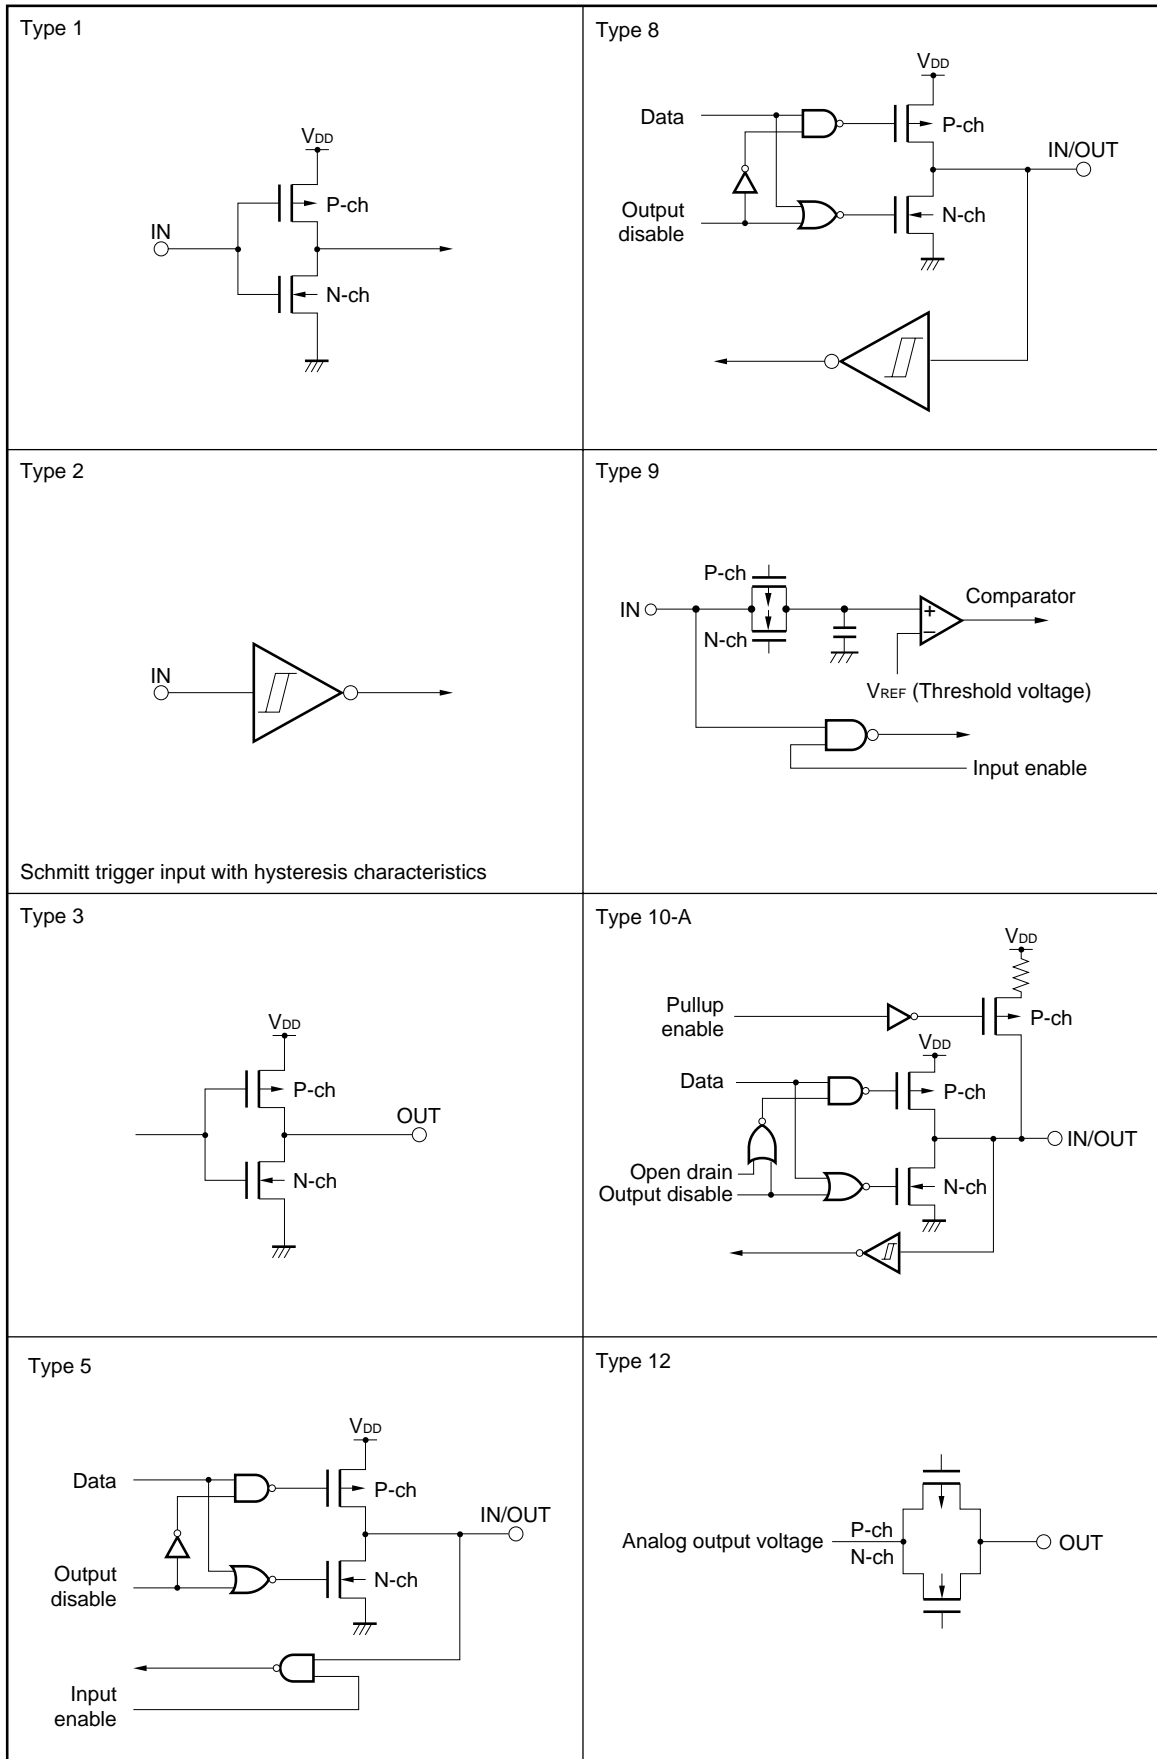 Type 1
VDD
P-ch
IN
N-ch
Type 8
VDD
Data
P-ch
IN/OUT
Output
disable
N-ch
Type 2
IN
Schmitt trigger input with hysteresis characteristics
Type 9
P-ch
IN
N-ch
+
−
Comparator
VREF (Threshold voltage)
Input enable
Type 3
VDD
P-ch
OUT
N-ch
Type 10-A
VDD
Pullup
enable
P-ch
VDD
Data
P-ch
IN/OUT
Open drain
Output disable
N-ch
Type 5
VDD
Data
P-ch
IN/OUT
Output
disable
N-ch
Input
enable
Type 12
Analog output voltage
P-ch
N-ch
OUT